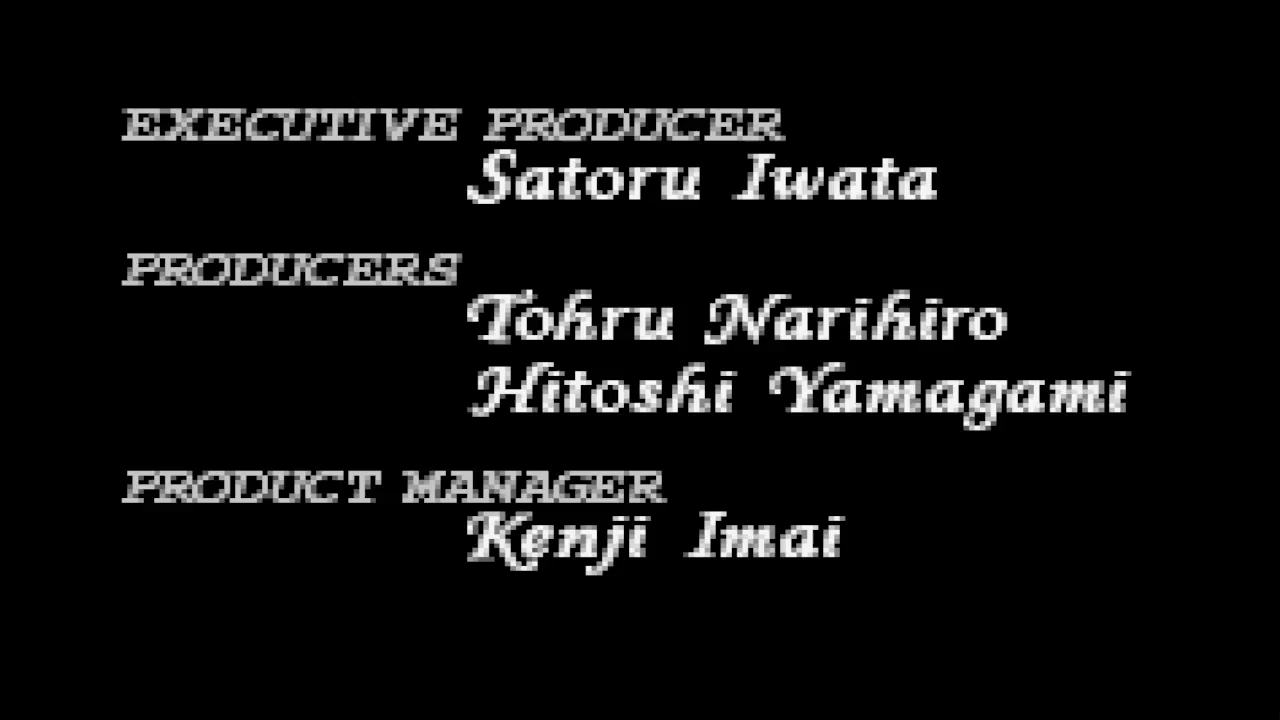 EXECUTIVE PRODUCER
Satoru Iwata
PRODUCERS
Tohru Narihiro
Hitoshi Yamagami
PRODUCT MANAGER
Kenji Imai